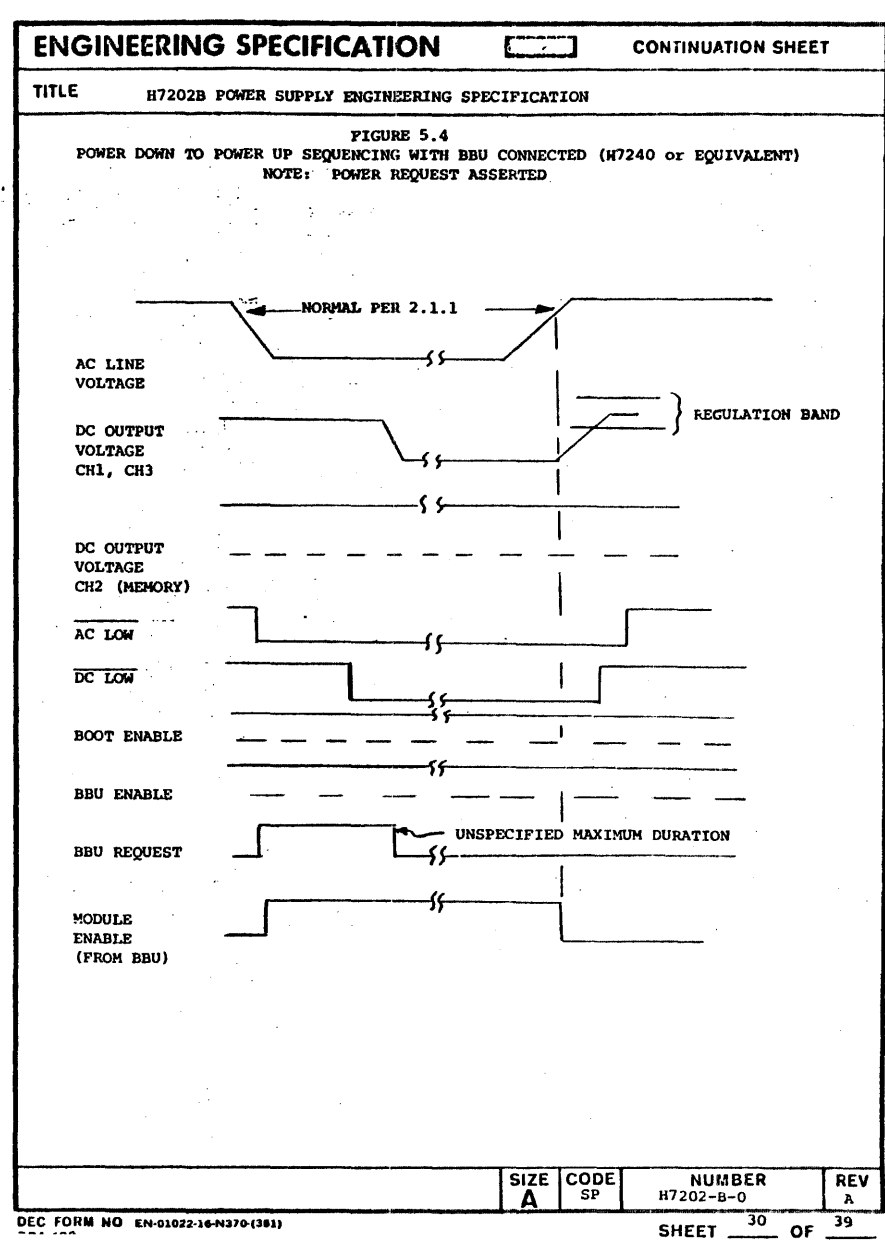 ENGINEERING SPECIFICATION CONTINUATION SHEET
TITLE H7202B POWER SUPPLY ENGINEERING SPECIFICATION
FIGURE 5.4
POWER DOWN TO POWER UP SEQUENCING WITH BBU CONNECTED (H7240 or EQUIVALENT)
NOTE: POWER REQUEST ASSERTED
NORMAL PER 2.1.1
AC LINE
VOLTAGE
REGULATION BAND
DC OUTPUT
VOLTAGE
CH1, CH3
DC OUTPUT
VOLTAGE
CH2 (MEMORY)
AC LOW
DC LOW
BOOT ENABLE
BBU ENABLE
UNSPECIFIED MAXIMUM DURATION
BBU REQUEST
MODULE
ENABLE
(FROM BBU)
SIZE A
CODE SP
NUMBER H7202-B-0
REV A
DEC FORM NO EN-01022-16-N370-(381)
SHEET 30 OF 39